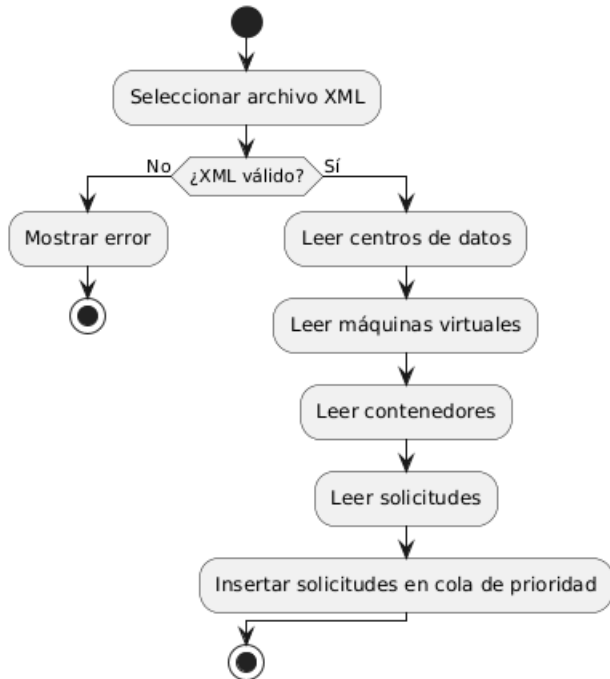 Seleccionar archivo XML
No
¿XML válido?
Sí
Mostrar error
Leer centros de datos
Leer máquinas virtuales
Leer contenedores
Leer solicitudes
Insertar solicitudes en cola de prioridad